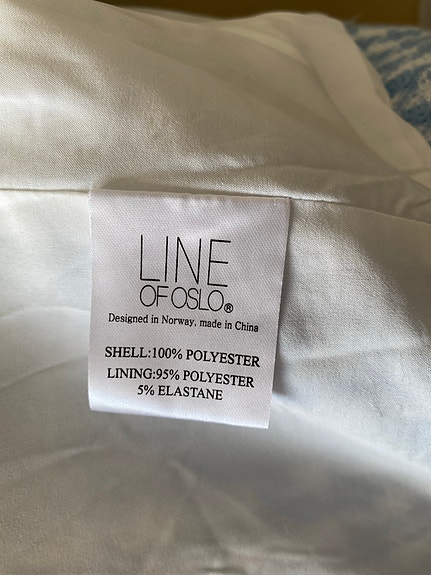 LINE
OF OSLO®
Designed in Norway, made in China
SHELL:100% POLYESTER
LINING:95% POLYESTER
5% ELASTANE